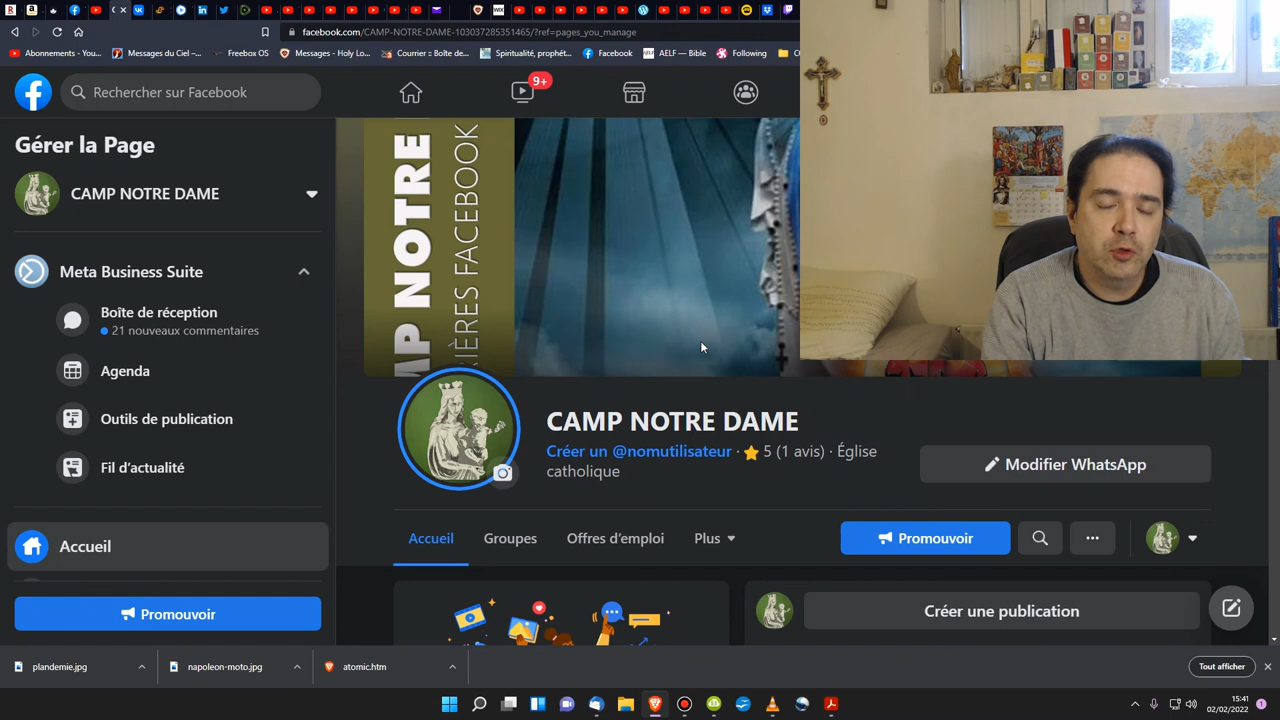 facebook.com/CAMP-NOTRE-DAME-103037285351465/?ref=pages_you_manage
Abonnements - You...
Messages du Ciel –...
Freebox OS
Messages - Holy Lo...
Courrier = Boîte de...
Spiritualité, prophét...
Facebook
AELF — Bible
Following
Rechercher sur Facebook
9+
Gérer la Page
CAMP NOTRE DAME
Meta Business Suite
Boîte de réception
21 nouveaux commentaires
Agenda
Outils de publication
Fil d'actualité
Accueil
Promouvoir
MP NOTRE
IÈRES FACEBOOK
CAMP NOTRE DAME
Créer un @nomutilisateur · 5 (1 avis) · Église
catholique
Modifier WhatsApp
Accueil
Groupes
Offres d'emploi
Plus
Promouvoir
Créer une publication
plandemie.jpg
napoleon-moto.jpg
atomic.htm
Tout afficher
15:41
02/02/2022
1